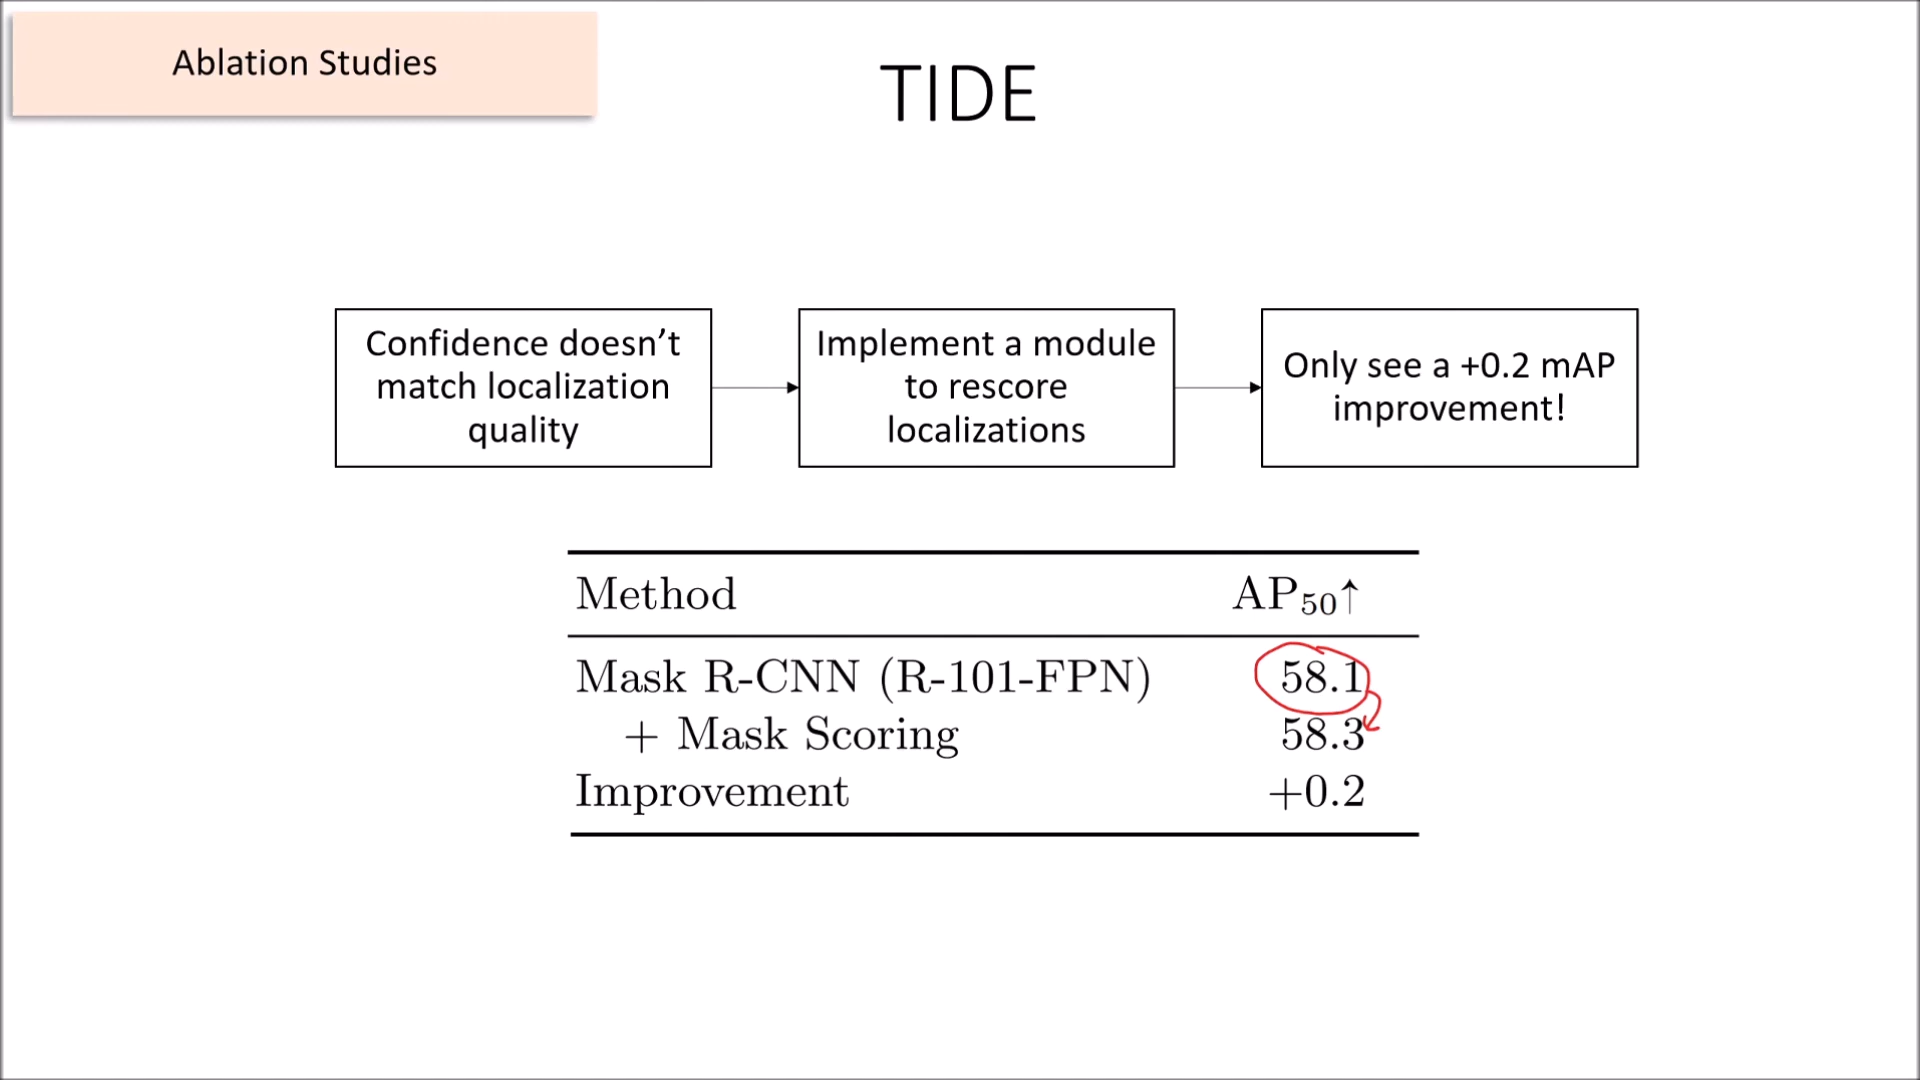 Ablation Studies
TIDE
Confidence doesn’t
match localization
quality
Implement a module
to rescore
localizations
Only see a +0.2 mAP
improvement!
Method AP₅₀↑
Mask R-CNN (R-101-FPN) 58.1
+ Mask Scoring 58.3
Improvement +0.2